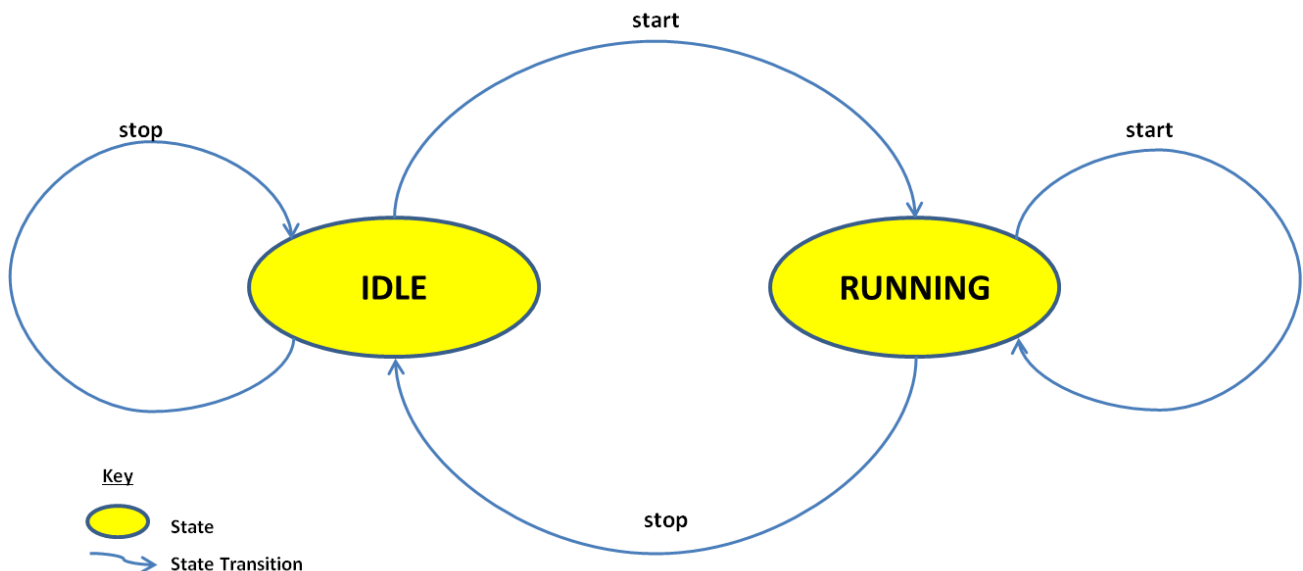 start
stop
start
IDLE
RUNNING
stop
Key
State
State Transition